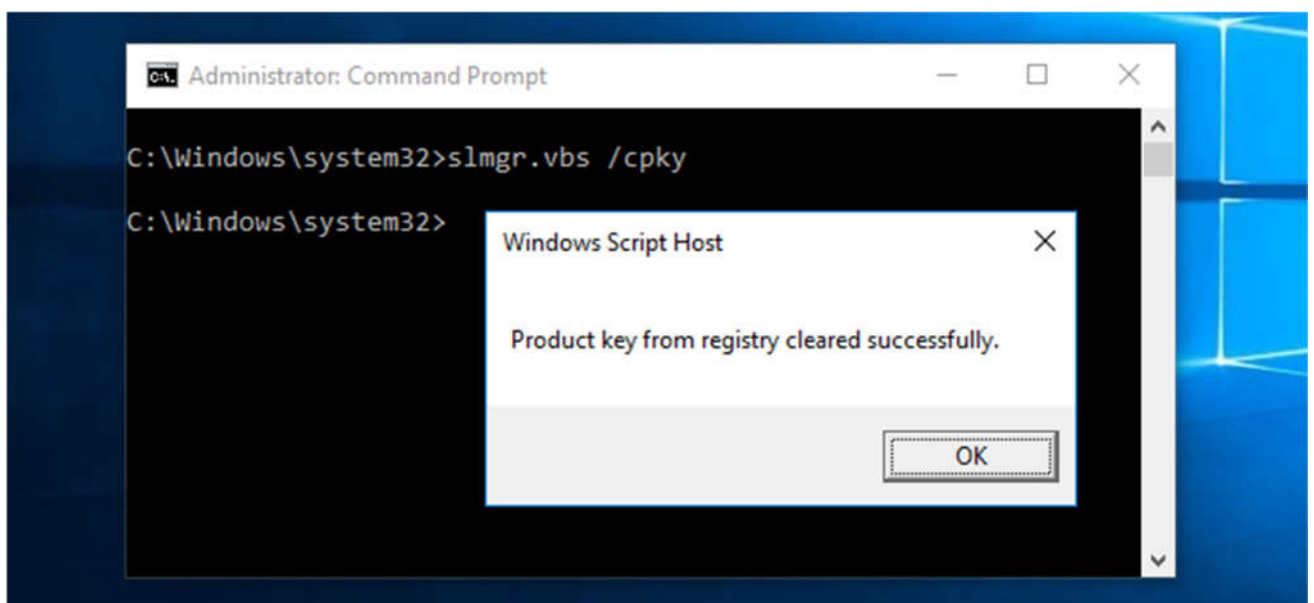 Administrator: Command Prompt
C:\Windows\system32>slmgr.vbs /cpky
C:\Windows\system32>
Windows Script Host
Product key from registry cleared successfully.
OK